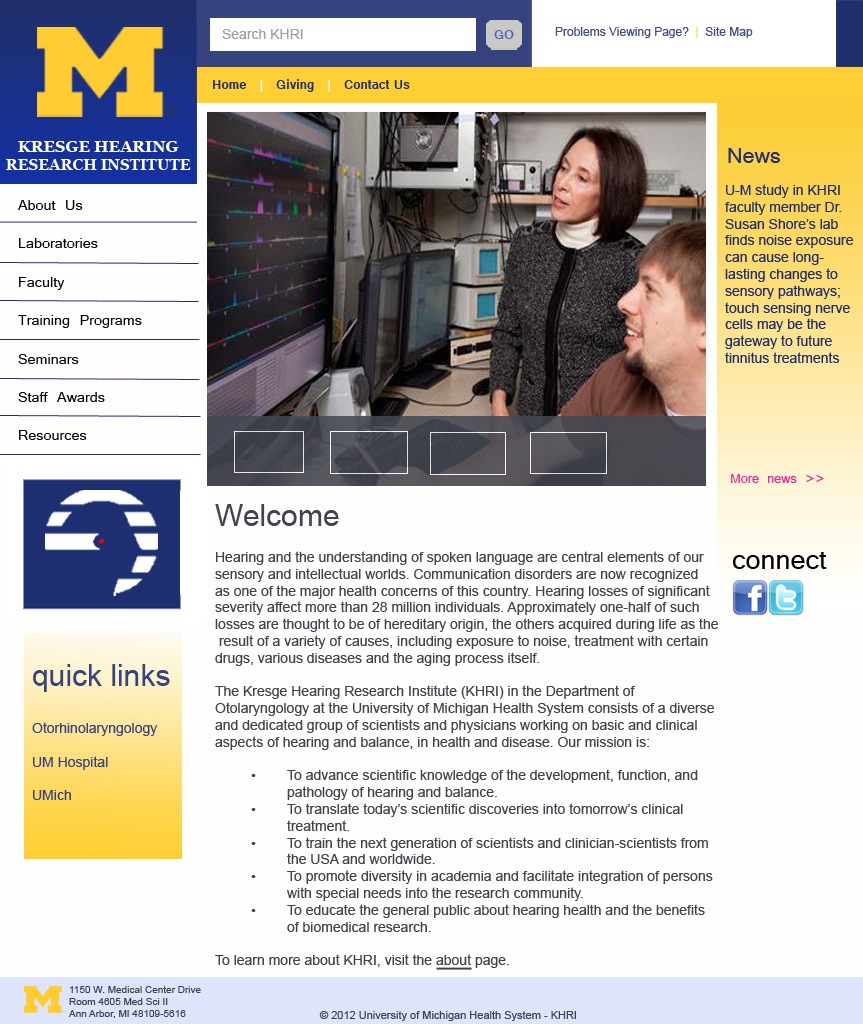 M
KRESGE HEARING
RESEARCH INSTITUTE
Search KHRI
GO
Problems Viewing Page? | Site Map
Home | Giving | Contact Us
About Us
Laboratories
Faculty
Training Programs
Seminars
Staff Awards
Resources
quick links
Otorhinolaryngology
UM Hospital
UMich
Welcome
Hearing and the understanding of spoken language are central elements of our
sensory and intellectual worlds. Communication disorders are now recognized
as one of the major health concerns of this country. Hearing losses of significant
severity affect more than 28 million individuals. Approximately one-half of such
losses are thought to be of hereditary origin, the others acquired during life as the
result of a variety of causes, including exposure to noise, treatment with certain
drugs, various diseases and the aging process itself.
The Kresge Hearing Research Institute (KHRI) in the Department of
Otolaryngology at the University of Michigan Health System consists of a diverse
and dedicated group of scientists and physicians working on basic and clinical
aspects of hearing and balance, in health and disease. Our mission is:
• To advance scientific knowledge of the development, function, and
pathology of hearing and balance.
• To translate today's scientific discoveries into tomorrow's clinical
treatment.
• To train the next generation of scientists and clinician-scientists from
the USA and worldwide.
• To promote diversity in academia and facilitate integration of persons
with special needs into the research community.
• To educate the general public about hearing health and the benefits
of biomedical research.
To learn more about KHRI, visit the about page.
News
U-M study in KHRI
faculty member Dr.
Susan Shore's lab
finds noise exposure
can cause long-
lasting changes to
sensory pathways;
touch sensing nerve
cells may be the
gateway to future
tinnitus treatments
More news >>
connect
f
t
M
1150 W. Medical Center Drive
Room 4605 Med Sci II
Ann Arbor, MI 48109-5616
© 2012 University of Michigan Health System - KHRI